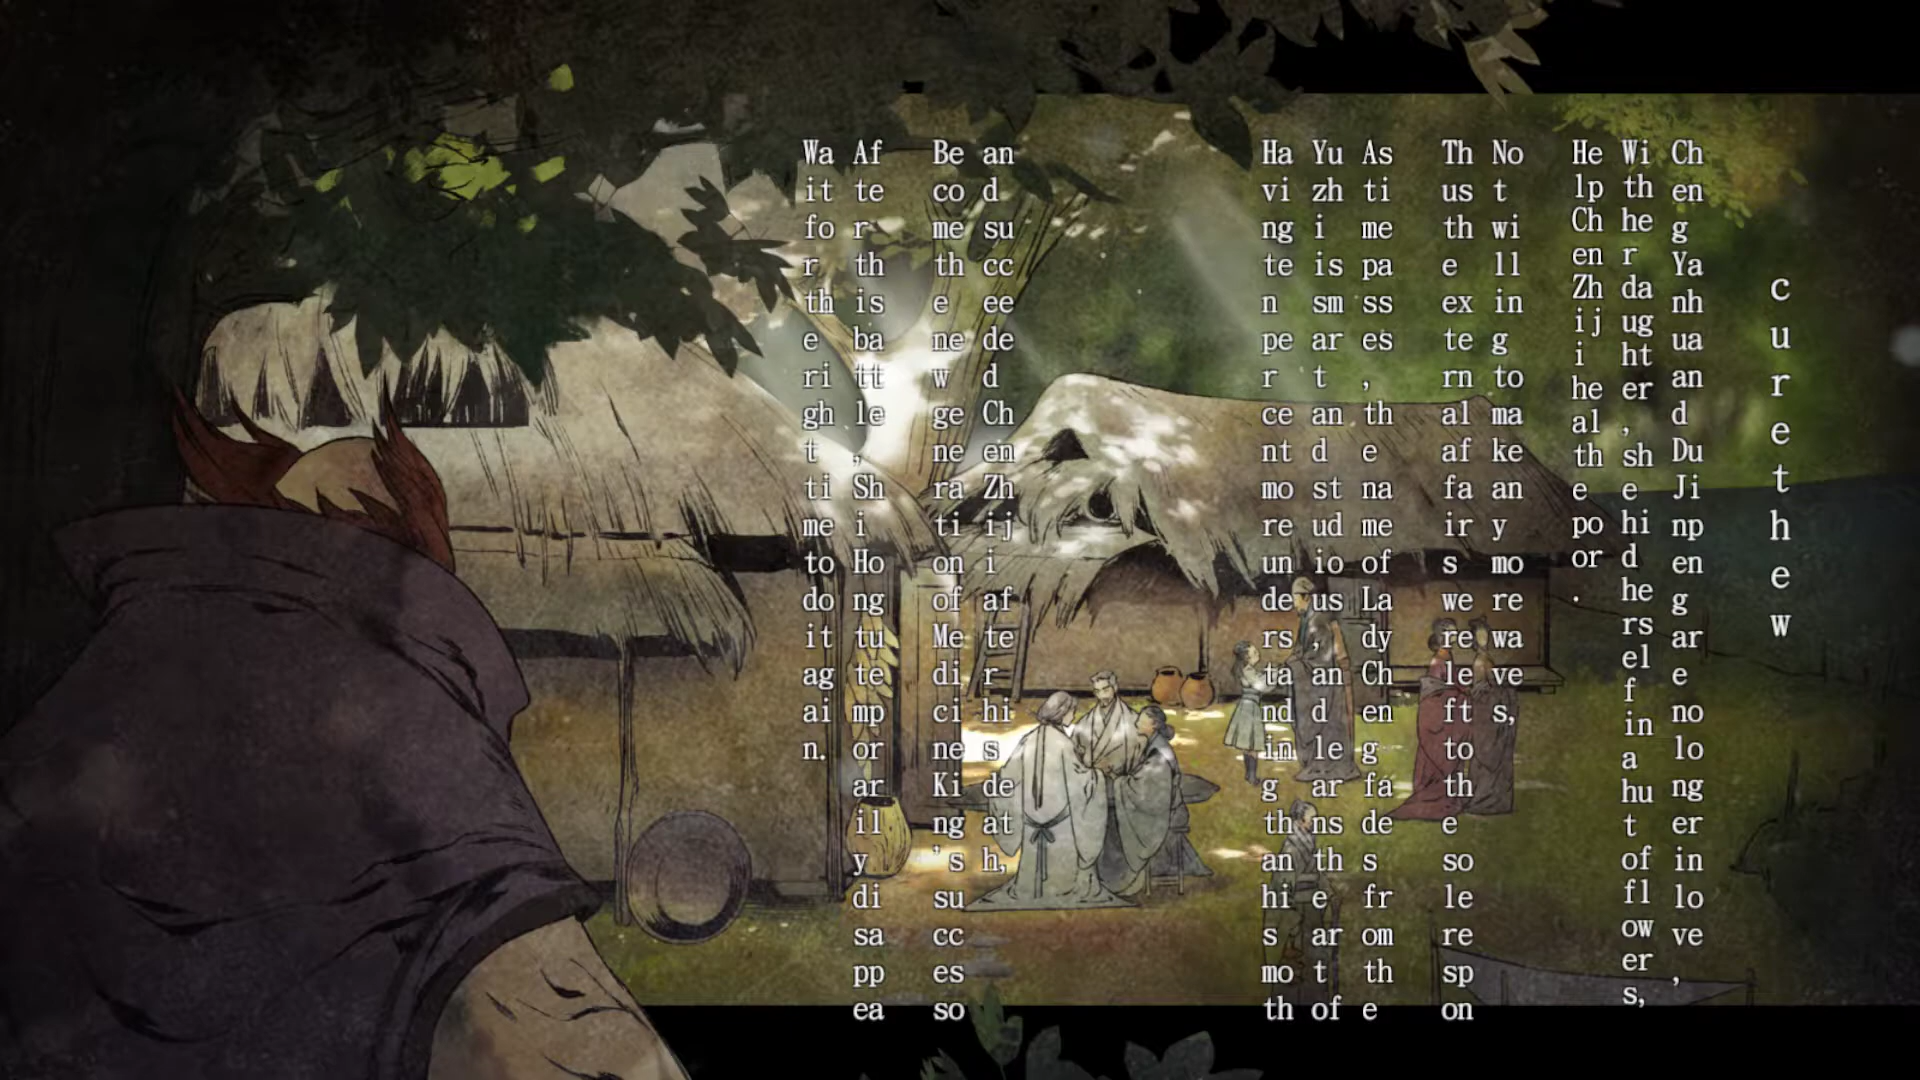 curethew
Cheng Yanhua and Du Jinpeng are no longer in love,
With her daughter, she hid herself in a hut of flowers,
Help Chen Zhiji heal the poor.
Not willing to make any more waves,
Thus the external affairs were left to the sole respon
As time passes, the name of Lady Cheng fades from the
Yuzhi is smart and studious, and learns the art of
Having ten percent more understanding than his moth
and succeeded Chen Zhiji after his death,
Become the new generation of Medicine King's successo
After this battle, Shi Hongtu temporarily disappea
Wait for the right time to do it again.